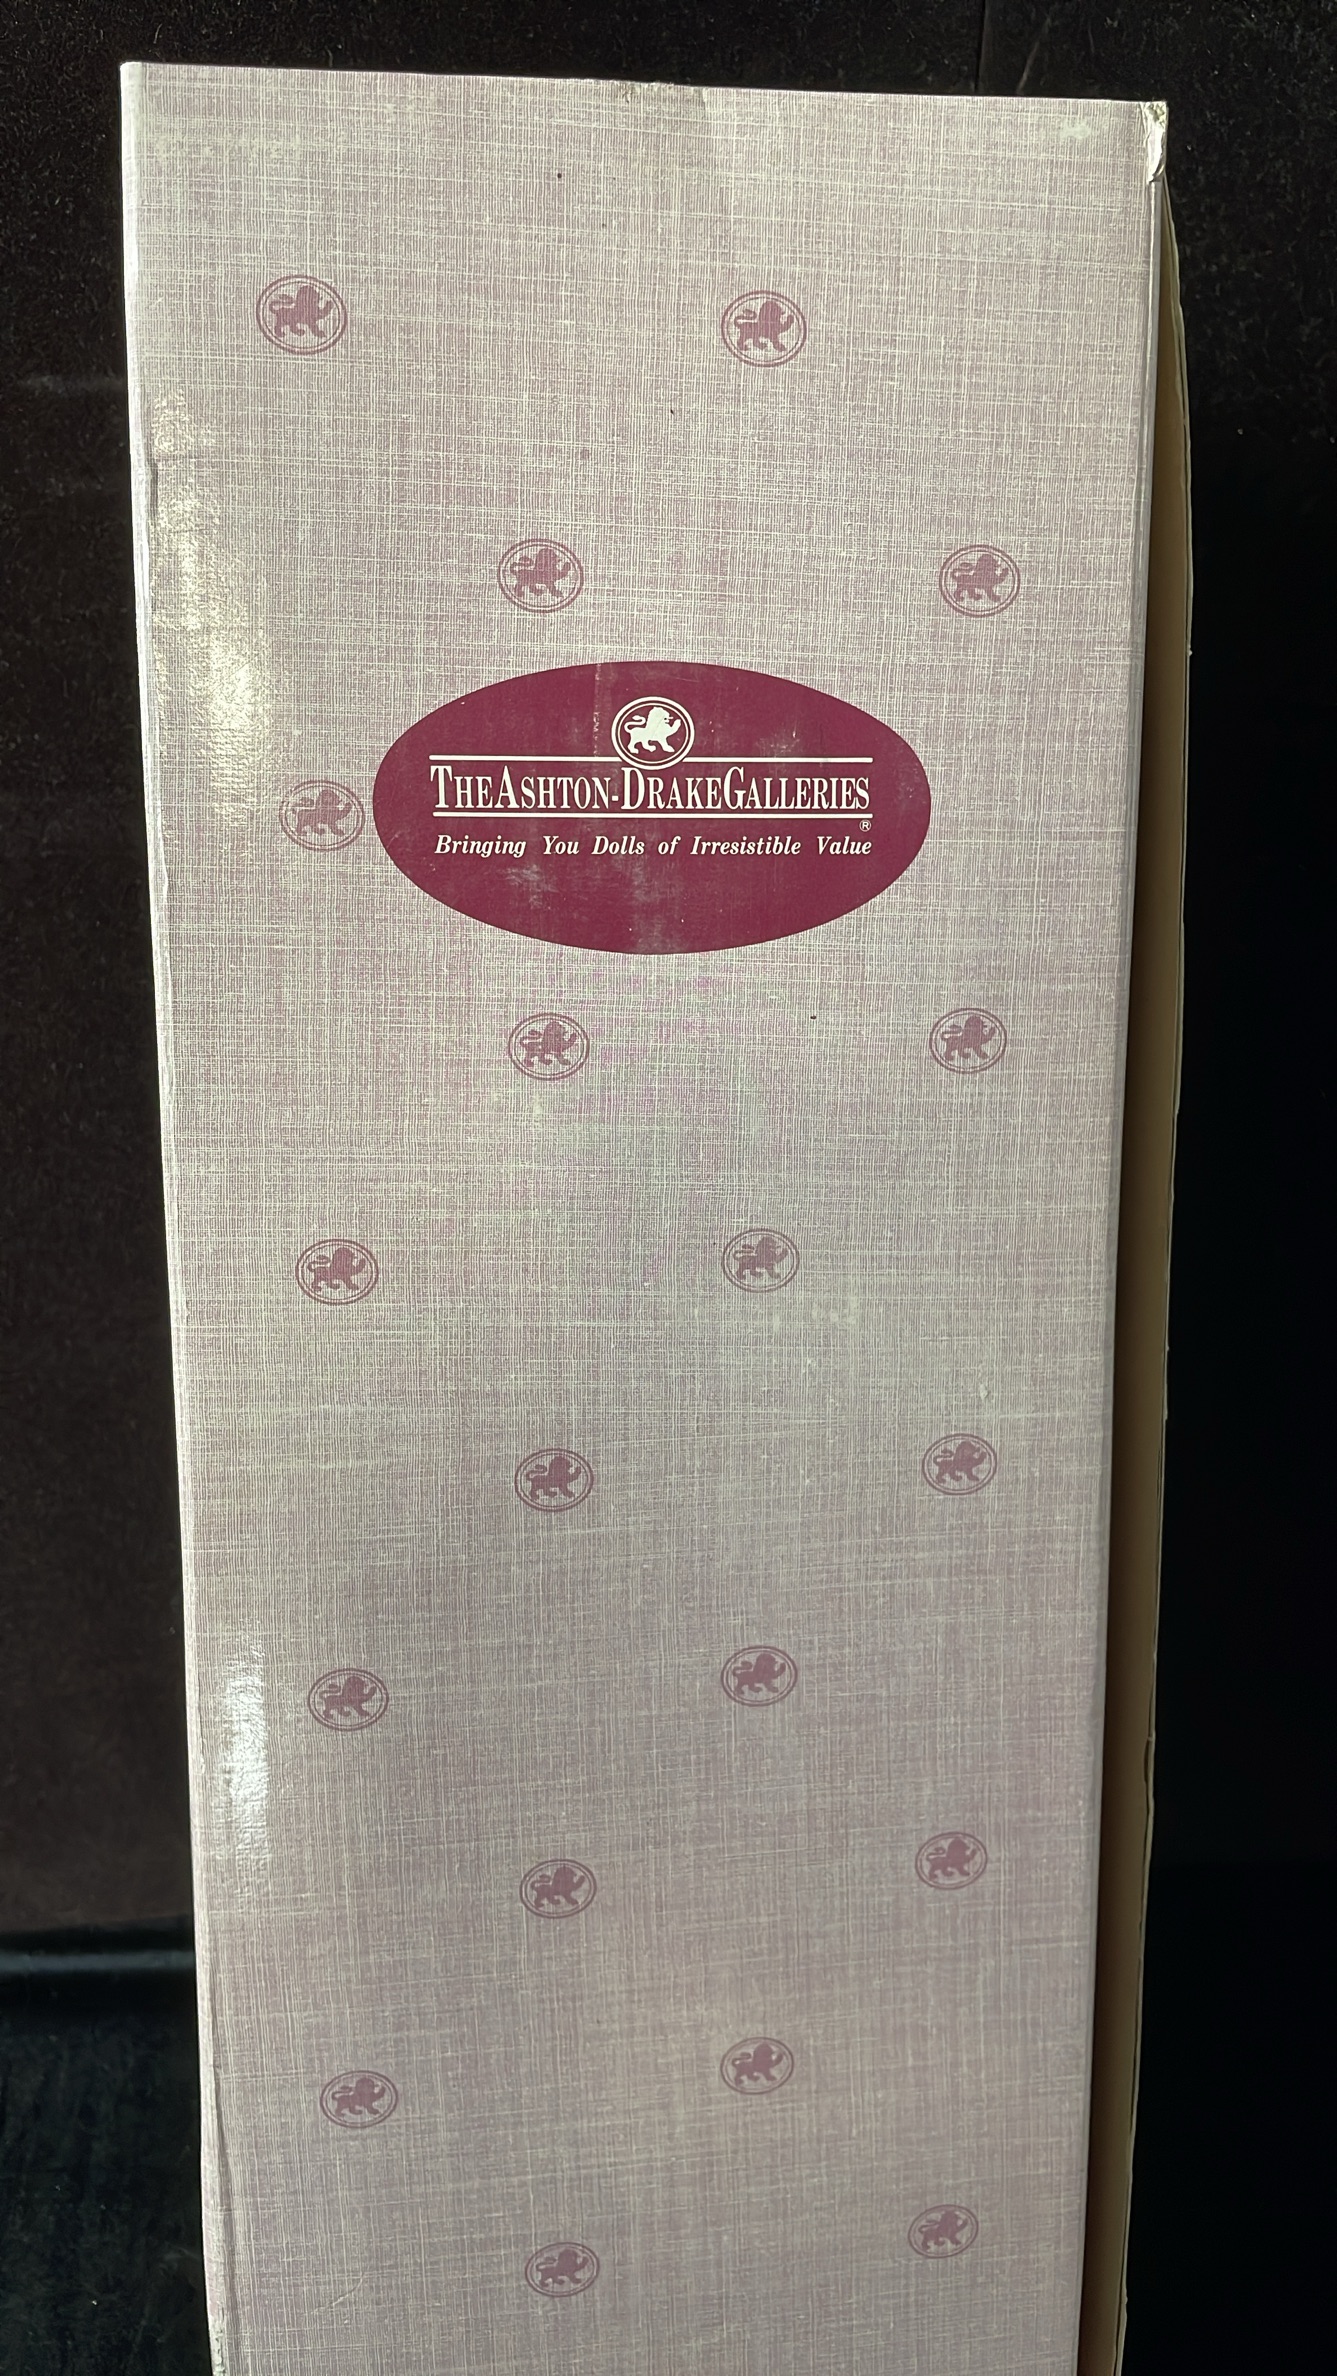 THE ASHTON-DRAKE GALLERIES
®
Bringing You Dolls of Irresistible Value